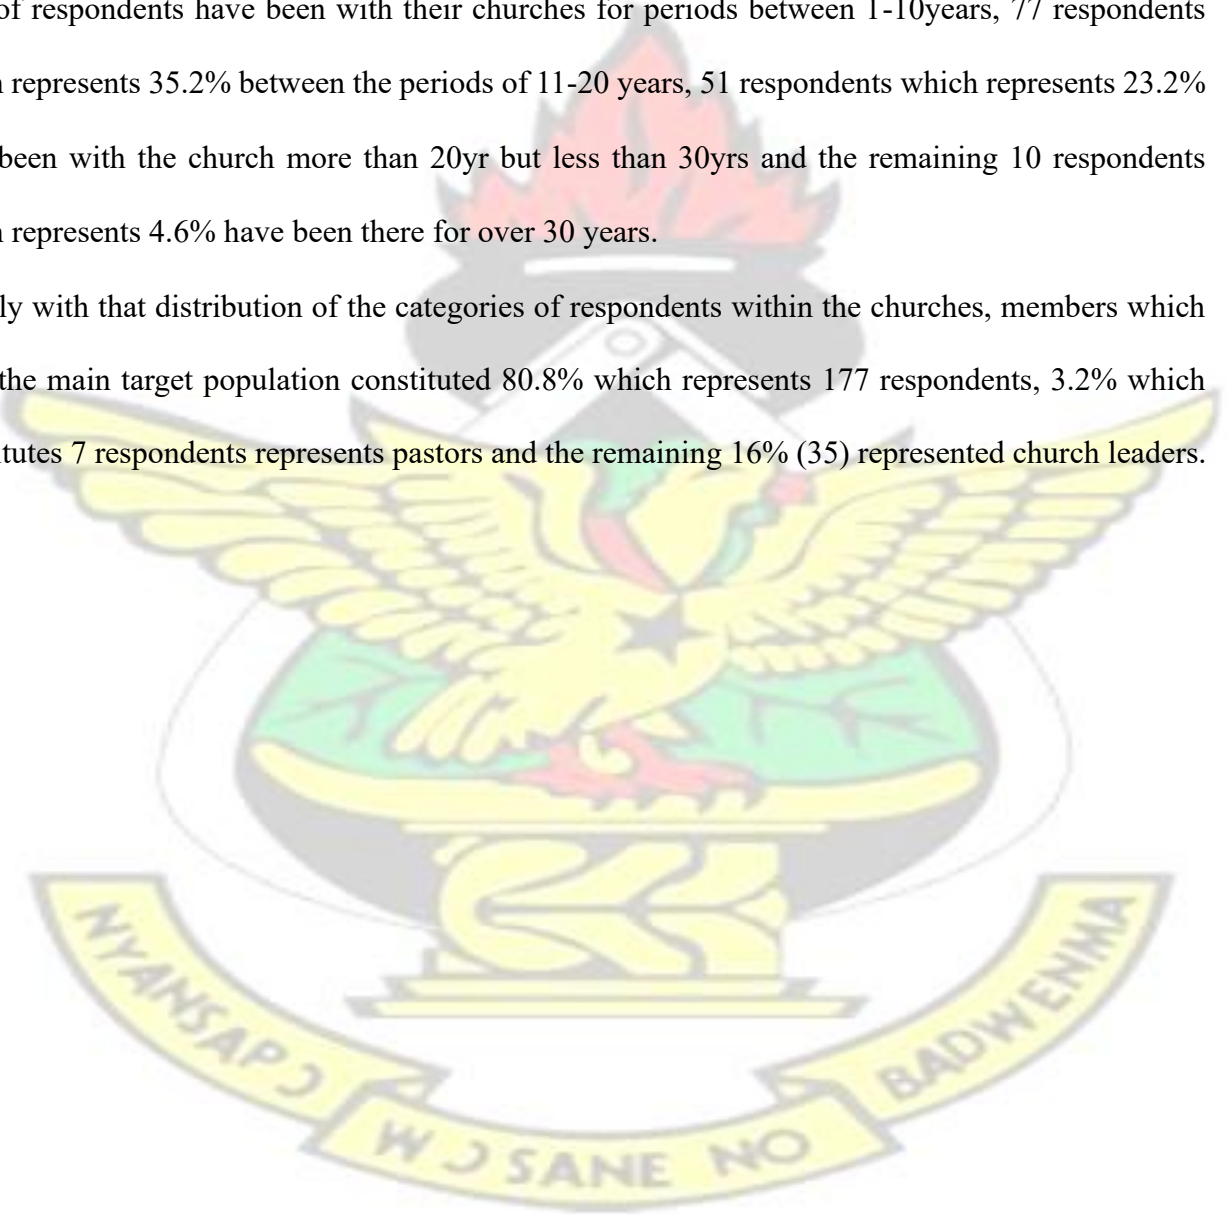 of respondents have been with their churches for periods between 1-10years, 77 respondents
represents 35.2% between the periods of 11-20 years, 51 respondents which represents 23.2%
been with the church more than 20yr but less than 30yrs and the remaining 10 respondents
represents 4.6% have been there for over 30 years.
ly with that distribution of the categories of respondents within the churches, members which
the main target population constituted 80.8% which represents 177 respondents, 3.2% which
tutes 7 respondents represents pastors and the remaining 16% (35) represented church leaders.
NYANSAPƆ
WƆ SANE NO
BADWENMA